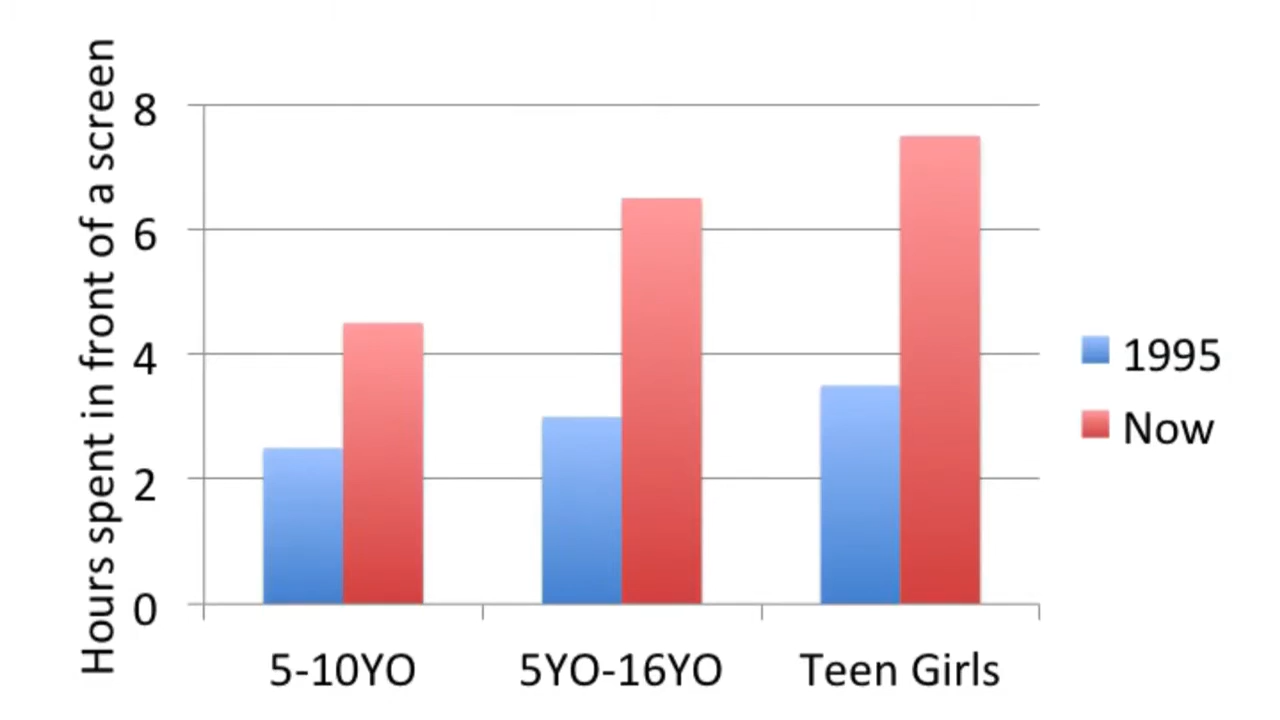 Hours spent in front of a screen
8
6
4
2
0
5-10YO
5YO-16YO
Teen Girls
1995
Now